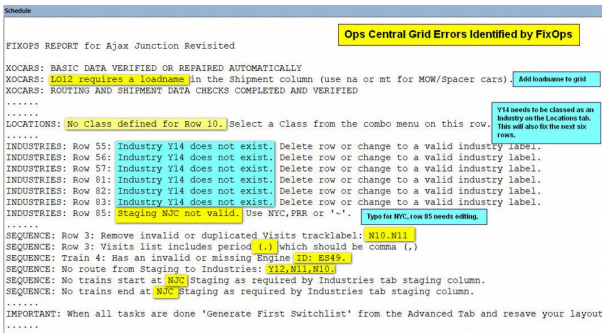 Schedule
Ops Central Grid Errors Identified by FixOps
FIXOPS REPORT for Ajax Junction Revisited
XOCARS: BASIC DATA VERIFIED OR REPAIRED AUTOMATICALLY
XOCARS: LO12 requires a loadname in the Shipment column (use na or mt for MOW/Spacer cars).
Add loadname to grid
XOCARS: ROUTING AND SHIPMENT DATA CHECKS COMPLETED AND VERIFIED
......
......
XLOCATIONS: No Class defined for Row 10. Select a Class from the combo menu on this row.
Y14 needs to be classed as an
Industry on the Locations tab.
This will also fix the next six
rows.
......
INDUSTRIES: Row 55: Industry Y14 does not exist. Delete row or change to a valid industry label.
INDUSTRIES: Row 56: Industry Y14 does not exist. Delete row or change to a valid industry label.
INDUSTRIES: Row 57: Industry Y14 does not exist. Delete row or change to a valid industry label.
INDUSTRIES: Row 81: Industry Y14 does not exist. Delete row or change to a valid industry label.
INDUSTRIES: Row 82: Industry Y14 does not exist. Delete row or change to a valid industry label.
INDUSTRIES: Row 83: Industry Y14 does not exist. Delete row or change to a valid industry label.
INDUSTRIES: Row 85: Staging NJC not valid. Use NYC,PRR or '~'.
Typo for NYC, row 85 needs editing.
......
SEQUENCE: Row 3: Remove invalid or duplicated Visits tracklabel: N10.N11
SEQUENCE: Row 3: Visits list includes period (.) which should be comma (,)
SEQUENCE: Train 4: Has an invalid or missing Engine ID: ES49.
SEQUENCE: No route from Staging to Industries: Y12,N11,N10.
SEQUENCE: No trains start at NJC Staging as required by Industries tab staging column.
SEQUENCE: No trains end at NJC Staging as required by Industries tab staging column.
......
IMPORTANT: When all tasks are done 'Generate First Switchlist' from the Advanced Tab and resave your layout
......